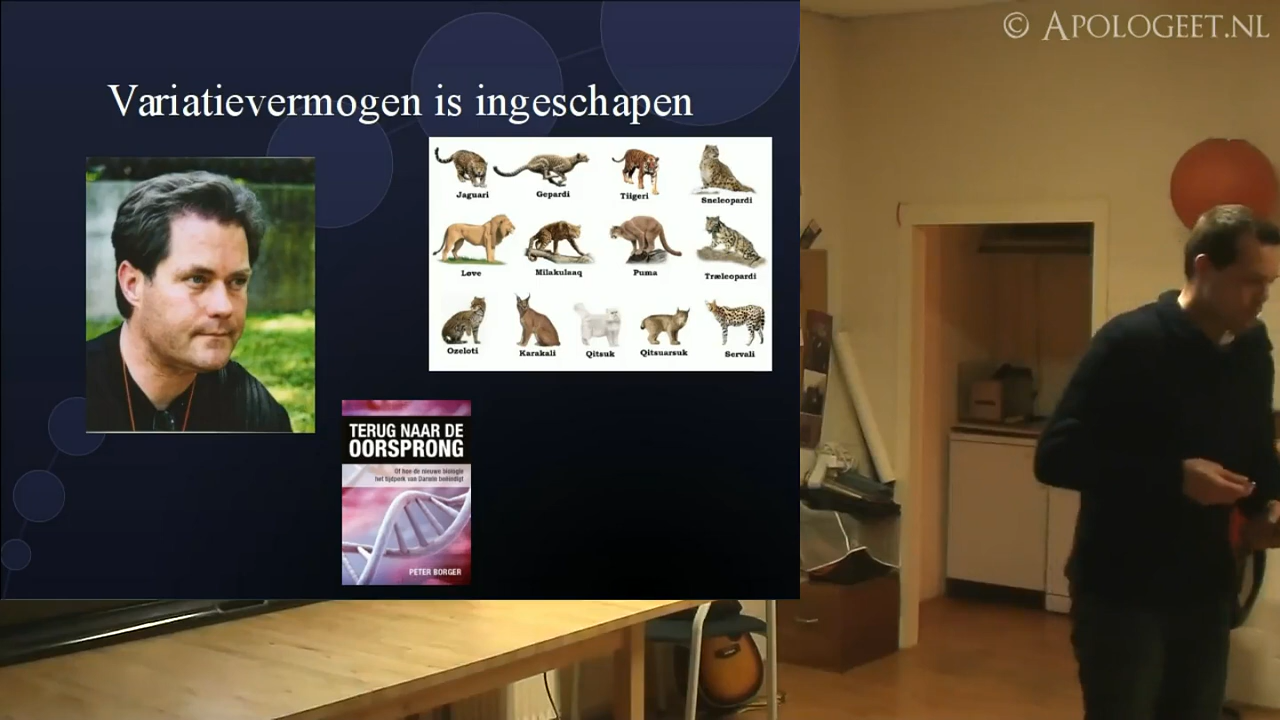 © APOLOGEET.NL
Variatievermogen is ingeschapen
Jaguari
Gepardi
Tiigeri
Sneleopardi
Løve
Milakulaaq
Puma
Træleopardi
Ozeloti
Karakali
Qitsuk
Qitsuarsuk
Servali
TERUG NAAR DE
OORSPRONG
Of hoe de nieuwe biologie
het tijdperk van Darwin beëindigt
PETER BORGER